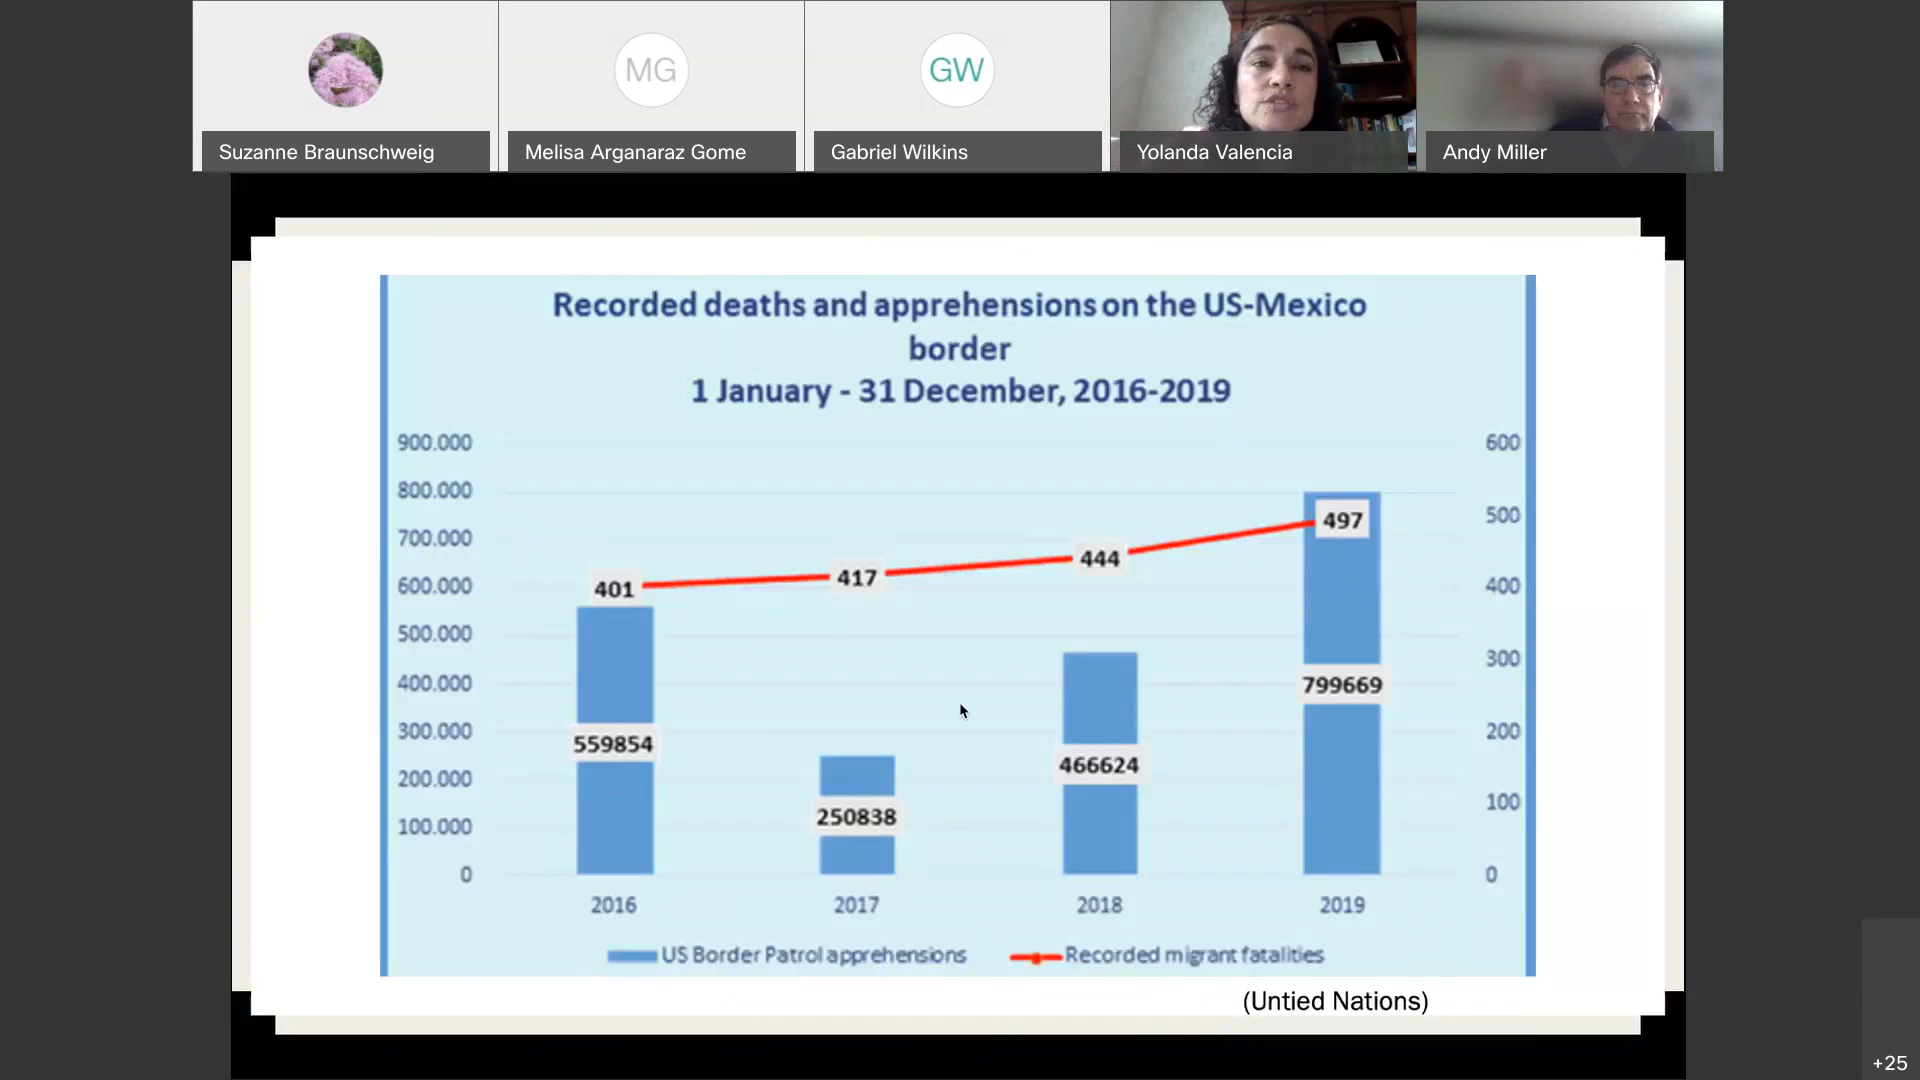 MG
GW
Suzanne Braunschweig
Melisa Arganaraz Gome
Gabriel Wilkins
Yolanda Valencia
Andy Miller
Recorded deaths and apprehensions on the US-Mexico
border
1 January - 31 December, 2016-2019
900.000
800.000
700.000
600.000
500.000
400.000
300.000
200.000
100.000
0
600
500
400
300
200
100
0
401
417
444
497
559854
250838
466624
799669
2016
2017
2018
2019
US Border Patrol apprehensions
Recorded migrant fatalities
(Untied Nations)
+25